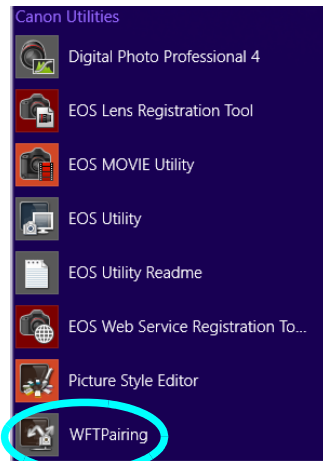 Canon Utilities
Digital Photo Professional 4
EOS Lens Registration Tool
EOS MOVIE Utility
EOS Utility
EOS Utility Readme
EOS Web Service Registration To...
Picture Style Editor
WFTPairing